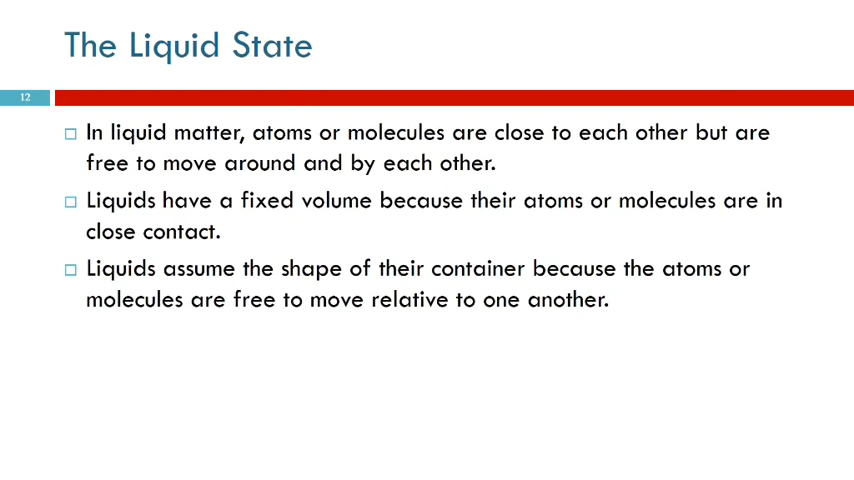 The Liquid State
12
In liquid matter, atoms or molecules are close to each other but are
free to move around and by each other.
Liquids have a fixed volume because their atoms or molecules are in
close contact.
Liquids assume the shape of their container because the atoms or
molecules are free to move relative to one another.